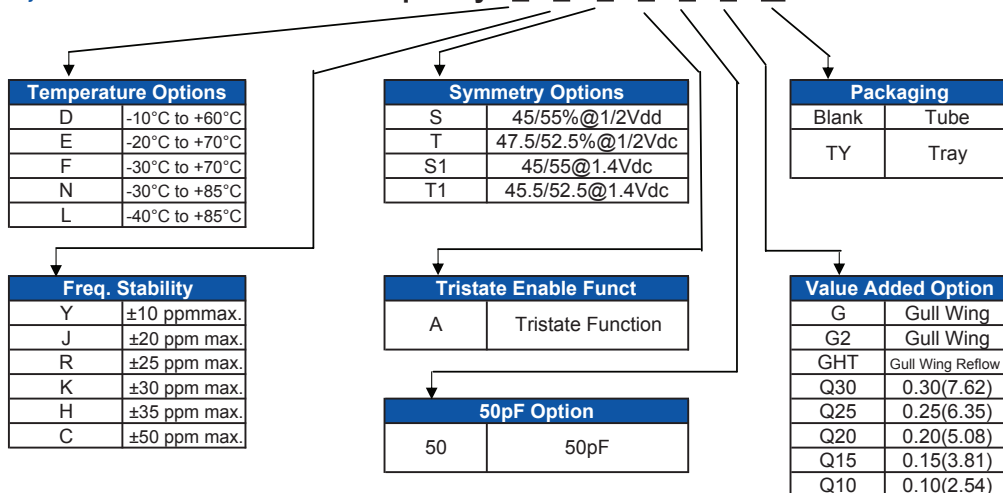 Temperature Options
D -10°C to +60°C
E -20°C to +70°C
F -30°C to +70°C
N -30°C to +85°C
L -40°C to +85°C
Freq. Stability
Y ±10 ppmmax.
J ±20 ppm max.
R ±25 ppm max.
K ±30 ppm max.
H ±35 ppm max.
C ±50 ppm max.
Symmetry Options
S 45/55%@1/2Vdd
T 47.5/52.5%@1/2Vdc
S1 45/55@1.4Vdc
T1 45.5/52.5@1.4Vdc
Tristate Enable Funct
A Tristate Function
50pF Option
50 50pF
Packaging
Blank Tube
TY Tray
Value Added Option
G Gull Wing
G2 Gull Wing
GHT Gull Wing Reflow
Q30 0.30(7.62)
Q25 0.25(6.35)
Q20 0.20(5.08)
Q15 0.15(3.81)
Q10 0.10(2.54)